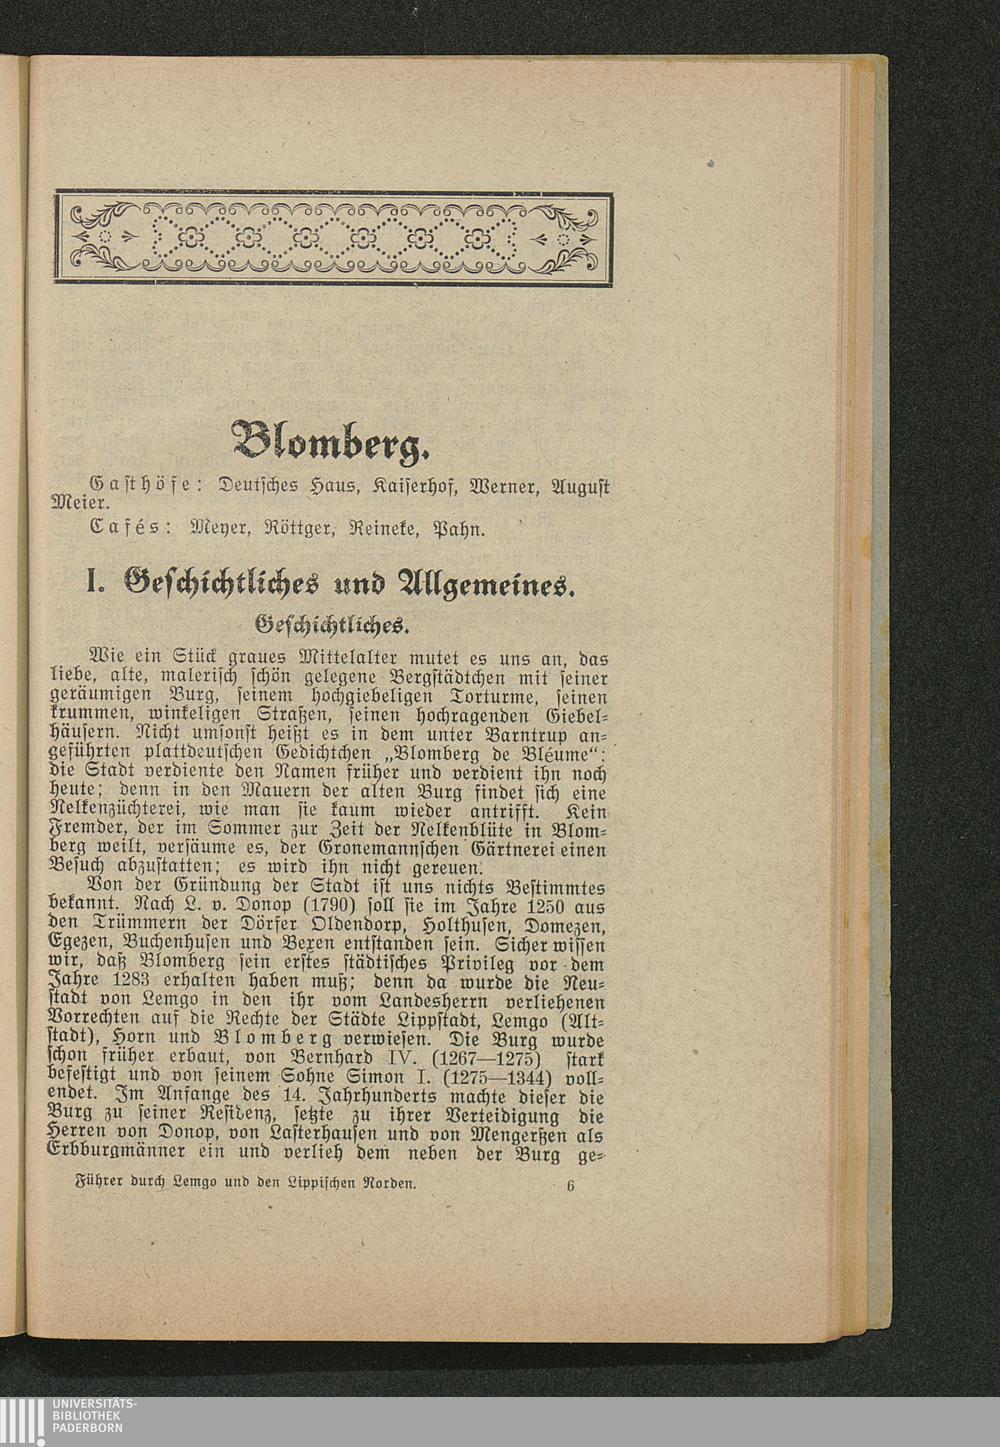 Blomberg.
Gasthöfe: Deutsches Haus, Kaiserhof, Werner, August
Meier.
Cafés: Meyer, Röttger, Reineke, Pahn.
I. Geschichtliches und Allgemeines.
Geschichtliches.
Wie ein Stück graues Mittelalter mutet es uns an, das
liebe, alte, malerisch schön gelegene Bergstädtchen mit seiner
geräumigen Burg, seinem hochgiebeligen Torturme, seinen
krummen, winkeligen Straßen, seinen hochragenden Giebel-
häusern. Nicht umsonst heißt es in dem unter Barntrup an-
geführten plattdeutschen Gedichtchen „Blomberg de Bléume“;
die Stadt verdiente den Namen früher und verdient ihn noch
heute; denn in den Mauern der alten Burg findet sich eine
Nelkenzüchterei, wie man sie kaum wieder antrifft. Kein
Fremder, der im Sommer zur Zeit der Nelkenblüte in Blom-
berg weilt, versäume es, der Gronemannschen Gärtnerei einen
Besuch abzustatten; es wird ihn nicht gereuen.
Von der Gründung der Stadt ist uns nichts Bestimmtes
bekannt. Nach L. v. Donop (1790) soll sie im Jahre 1250 aus
den Trümmern der Dörfer Oldendorp, Holthusen, Domezen,
Egezen, Buchenhusen und Bexen entstanden sein. Sicher wissen
wir, daß Blomberg sein erstes städtisches Privileg vor dem
Jahre 1283 erhalten haben muß; denn da wurde die Neu-
stadt von Lemgo in den ihr vom Landesherrn verliehenen
Vorrechten auf die Rechte der Städte Lippstadt, Lemgo (Alt-
stadt), Horn und Blomberg verwiesen. Die Burg wurde
schon früher erbaut, von Bernhard IV. (1267—1275) stark
befestigt und von seinem Sohne Simon I. (1275—1344) voll-
endet. Im Anfange des 14. Jahrhunderts machte dieser die
Burg zu seiner Residenz, setzte zu ihrer Verteidigung die
Herren von Donop, von Lasterhausen und von Mengerßen als
Erbburgmänner ein und verlieh dem neben der Burg ge-
Führer durch Lemgo und den Lippischen Norden.
6
UNIVERSITÄTS-
BIBLIOTHEK
PADERBORN